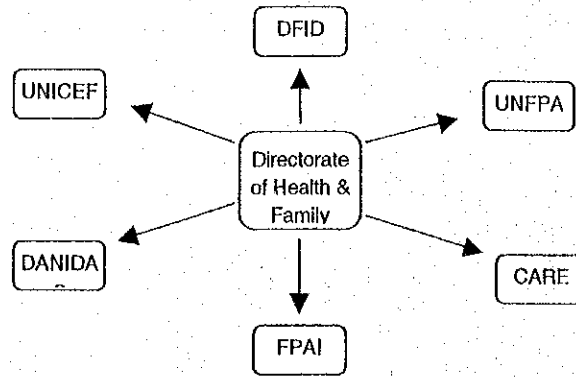 DFID
UNICEF
UNFPA
Directorate
of Health &
Family
DANIDA
CARE
FPAI